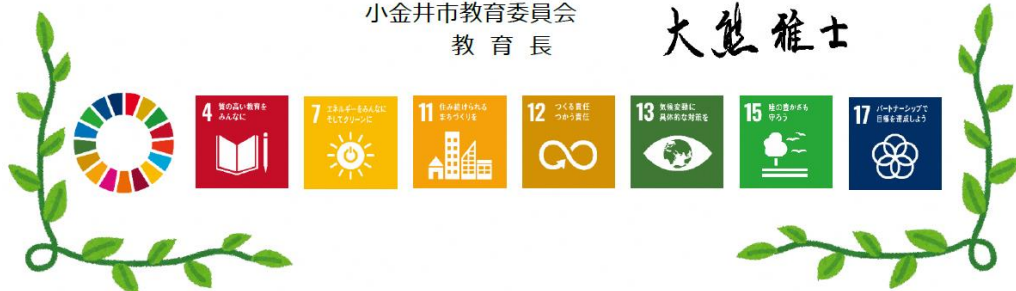 小金井市教育委員会
教育長
大熊雅士
4 質の高い教育を
みんなに
7 エネルギーをみんなに
そしてクリーンに
11 住み続けられる
まちづくりを
12 つくる責任
つかう責任
13 気候変動に
具体的な対策を
15 陸の豊かさも
守ろう
17 パートナーシップで
目標を達成しよう